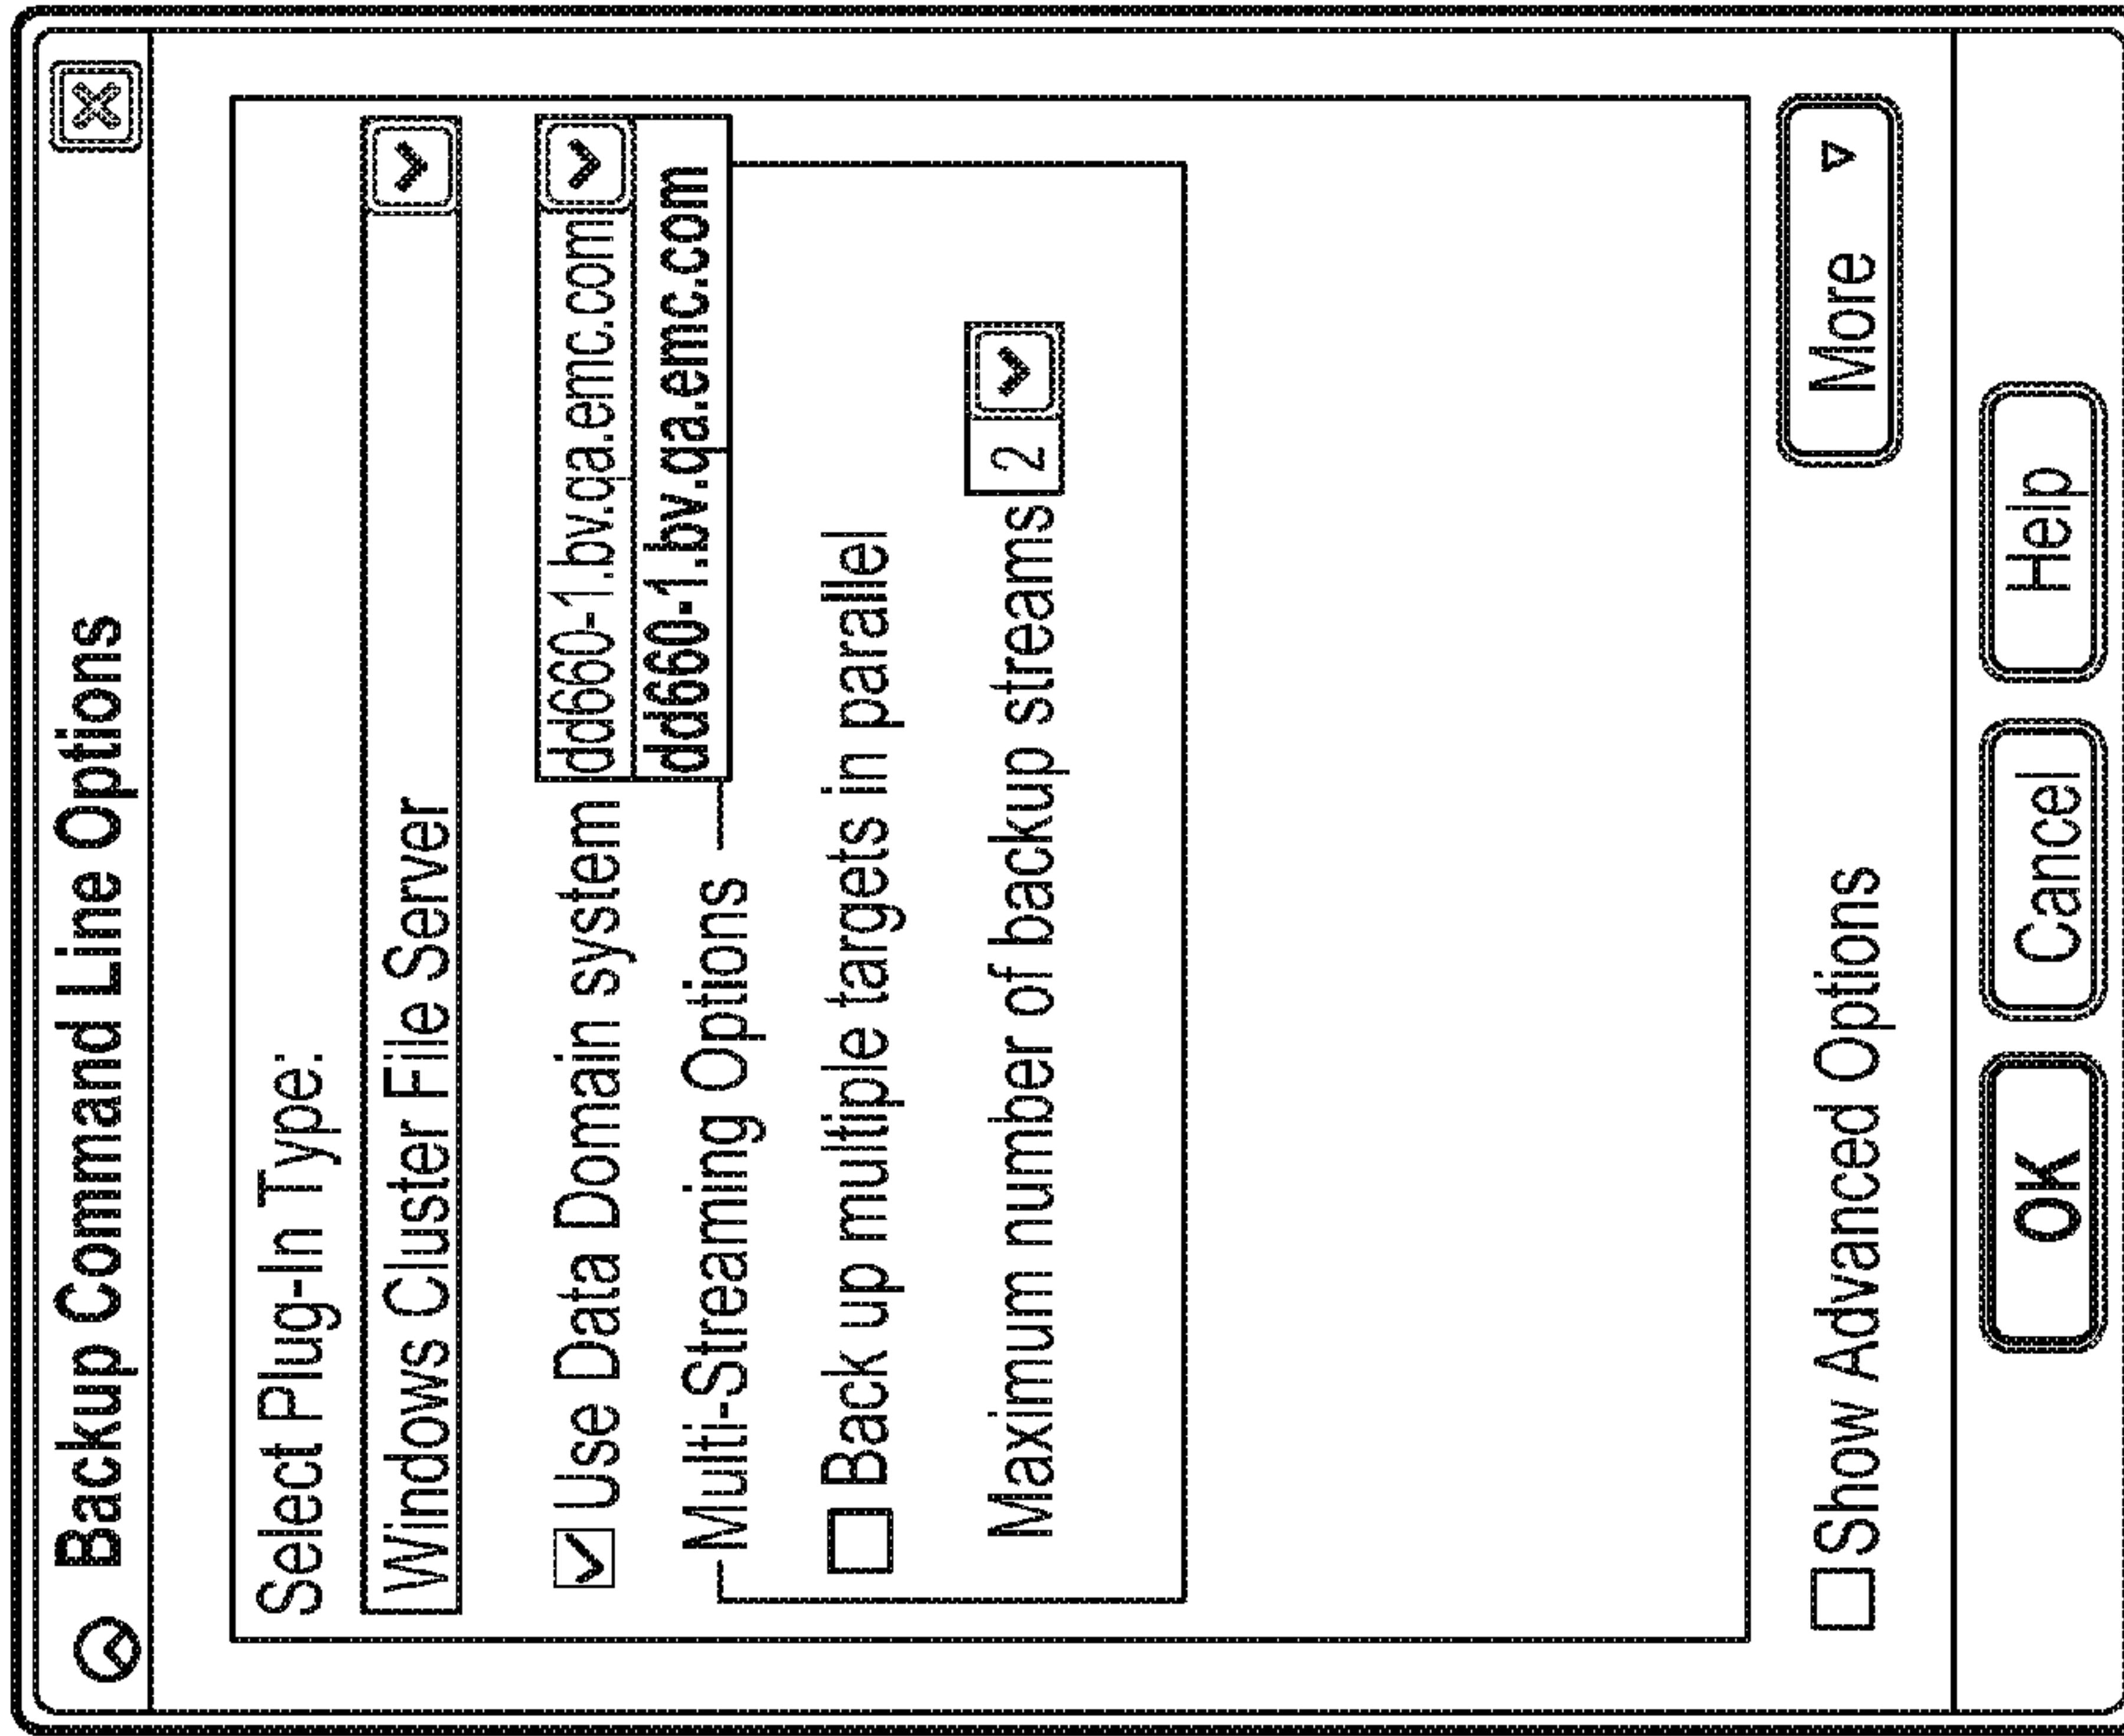 Backup Command Line Options
Select Plug-In Type:
Windows Cluster File Server
Use Data Domain system dd660-1.bv.qa.emc.com
dd660-1.bv.qa.emc.com
Multi-Streaming Options
Back up multiple targets in parallel
Maximum number of backup streams 2
Show Advanced Options More
OK Cancel Help